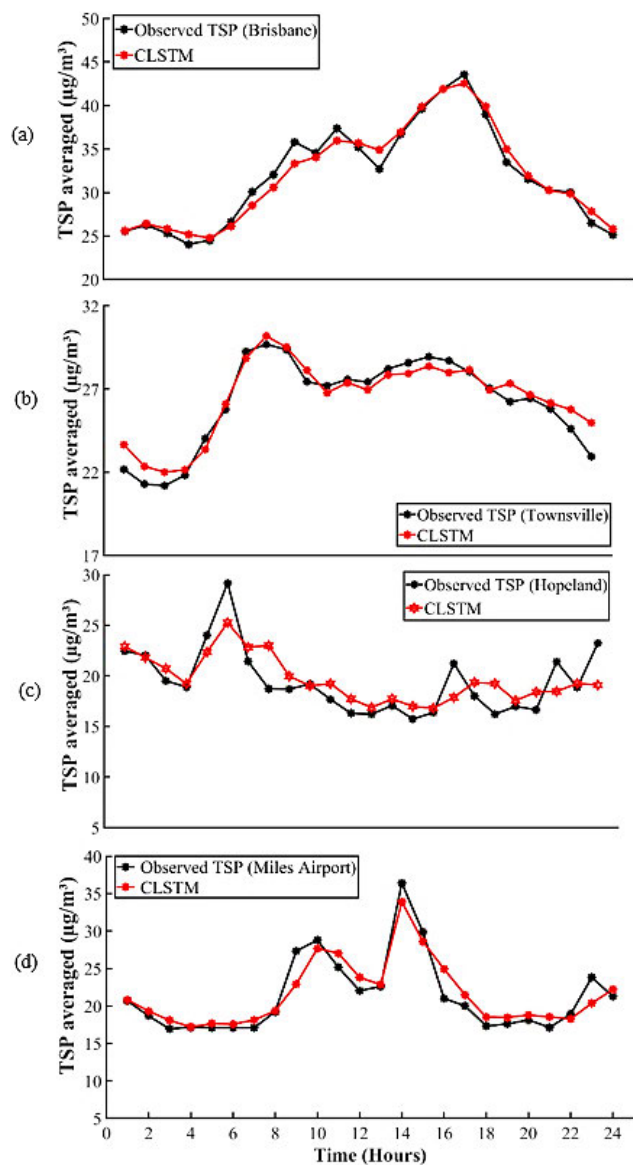 Observed TSP (Brisbane)
CLSTM
50
45
40
35
30
25
20
TSP averaged (µg/m³)
(a)
32
27
22
17
TSP averaged (µg/m³)
(b)
Observed TSP (Townsville)
CLSTM
30
25
20
15
10
5
TSP averaged (µg/m³)
(c)
Observed TSP (Hopeland)
CLSTM
40
35
30
25
20
15
10
5
TSP averaged (µg/m³)
(d)
Observed TSP (Miles Airport)
CLSTM
0 2 4 6 8 10 12 14 16 18 20 22 24
Time (Hours)